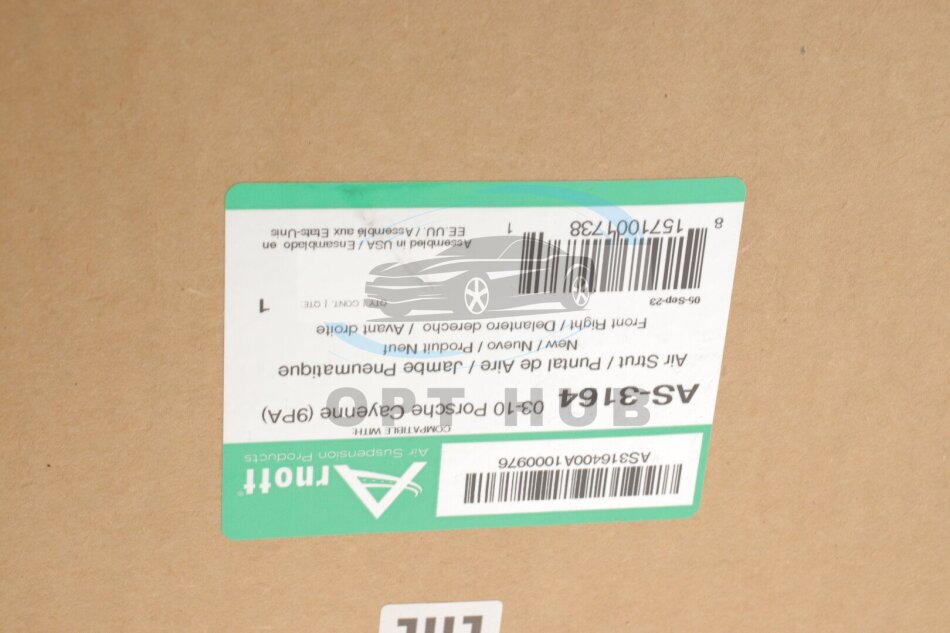 AS316400A1000976
Arnott®
Air Suspension Products
COMPATIBLE WITH:
AS-3164 03-10 Porsche Cayenne (9PA)
Air Strut / Puntal de Aire / Jambe Pneumatique
New / Nuevo / Produit Neuf
Front Right / Delantero derecho / Avant droite
05-Sep-23
QTY | CONT. | QTE: 1
8 1571001738 1
Assembled in USA / Ensamblado en
EE.UU. / Assemblé aux Etats-Unis
OPT HUB
EAC